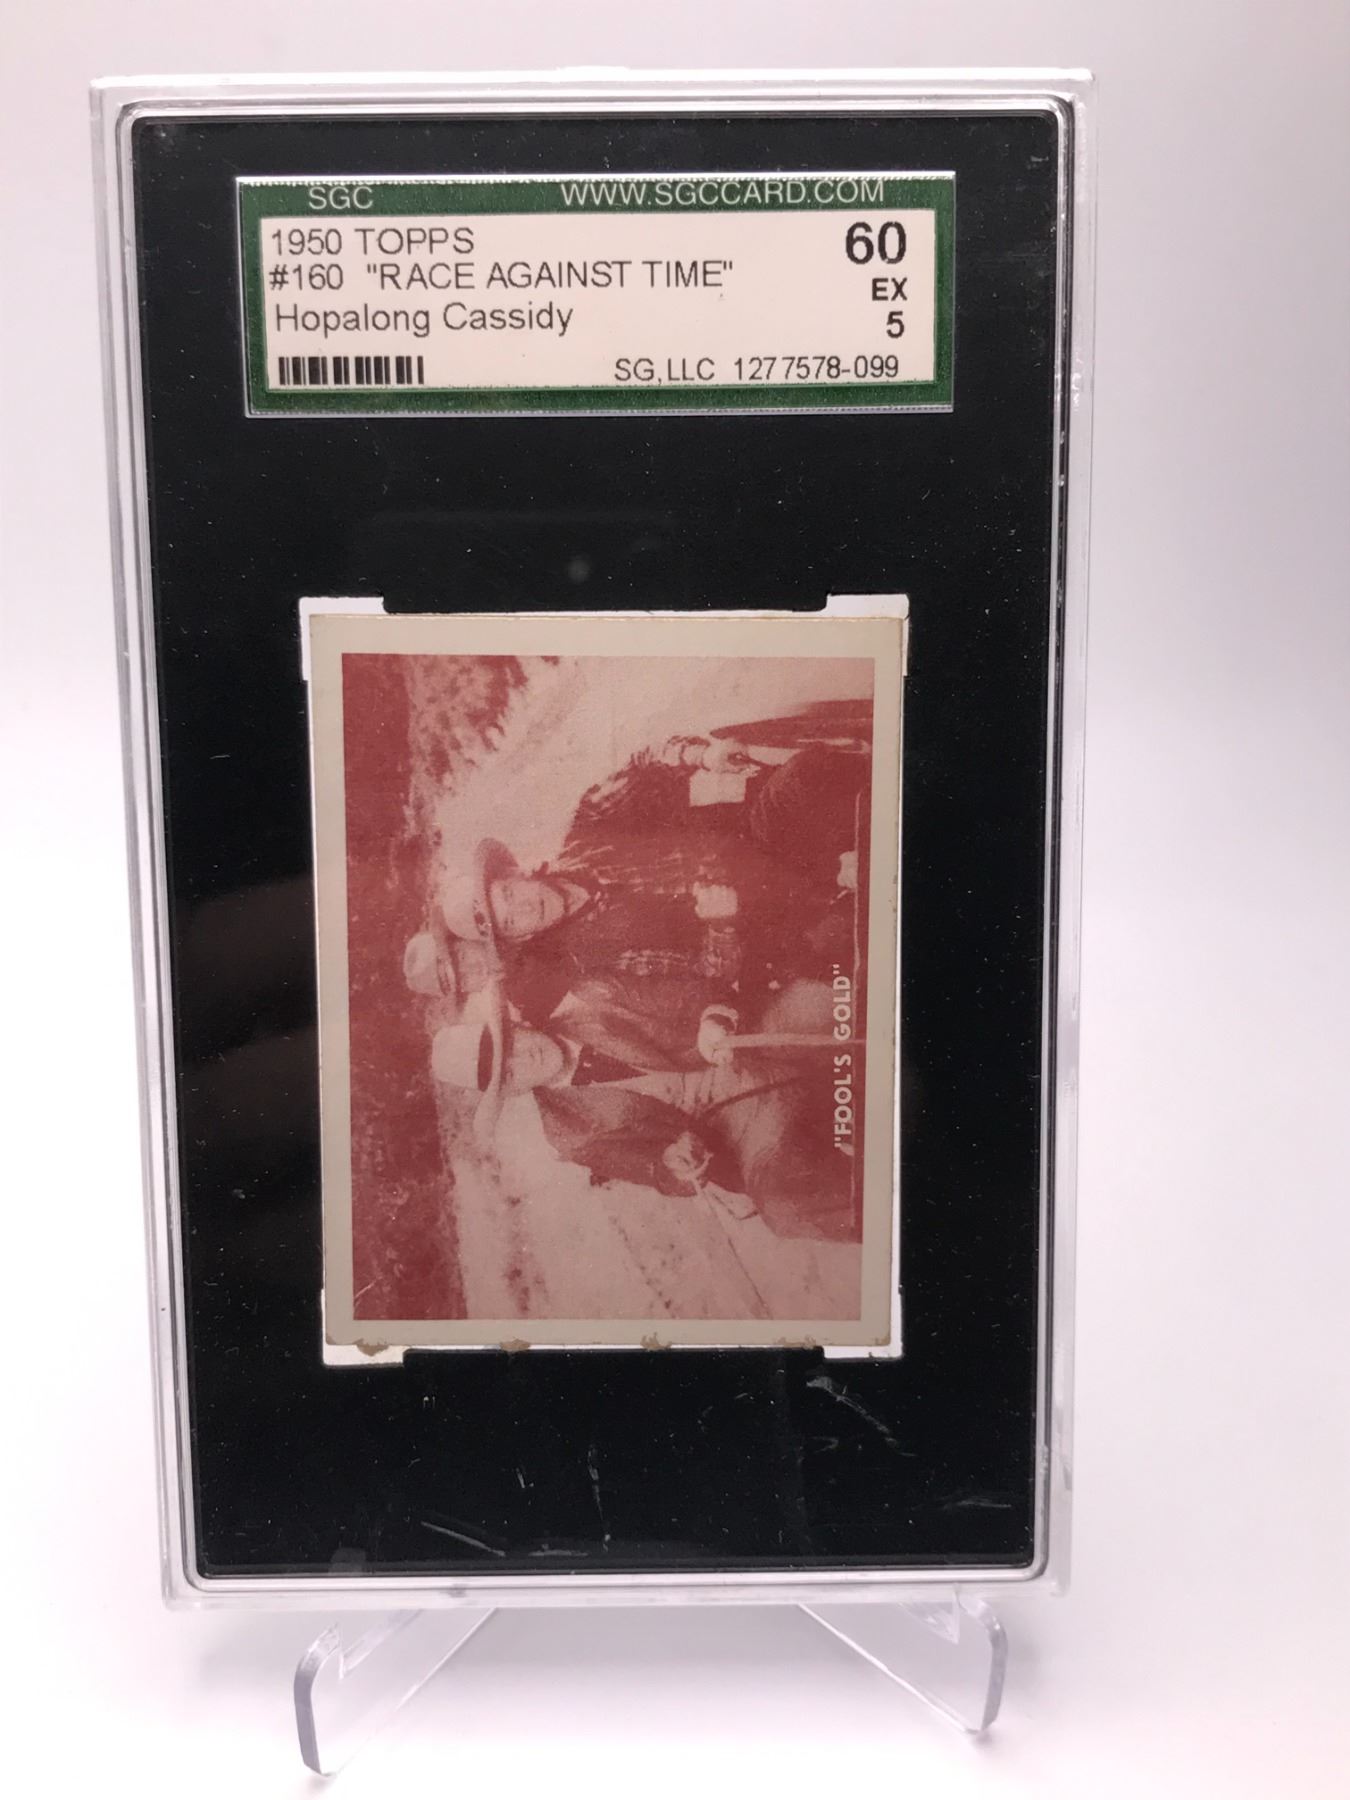 SGC WWW.SGCCARD.COM
1950 TOPPS 60
#160 "RACE AGAINST TIME" EX
Hopalong Cassidy 5
SG,LLC 1277578-099
"FOOL'S GOLD"